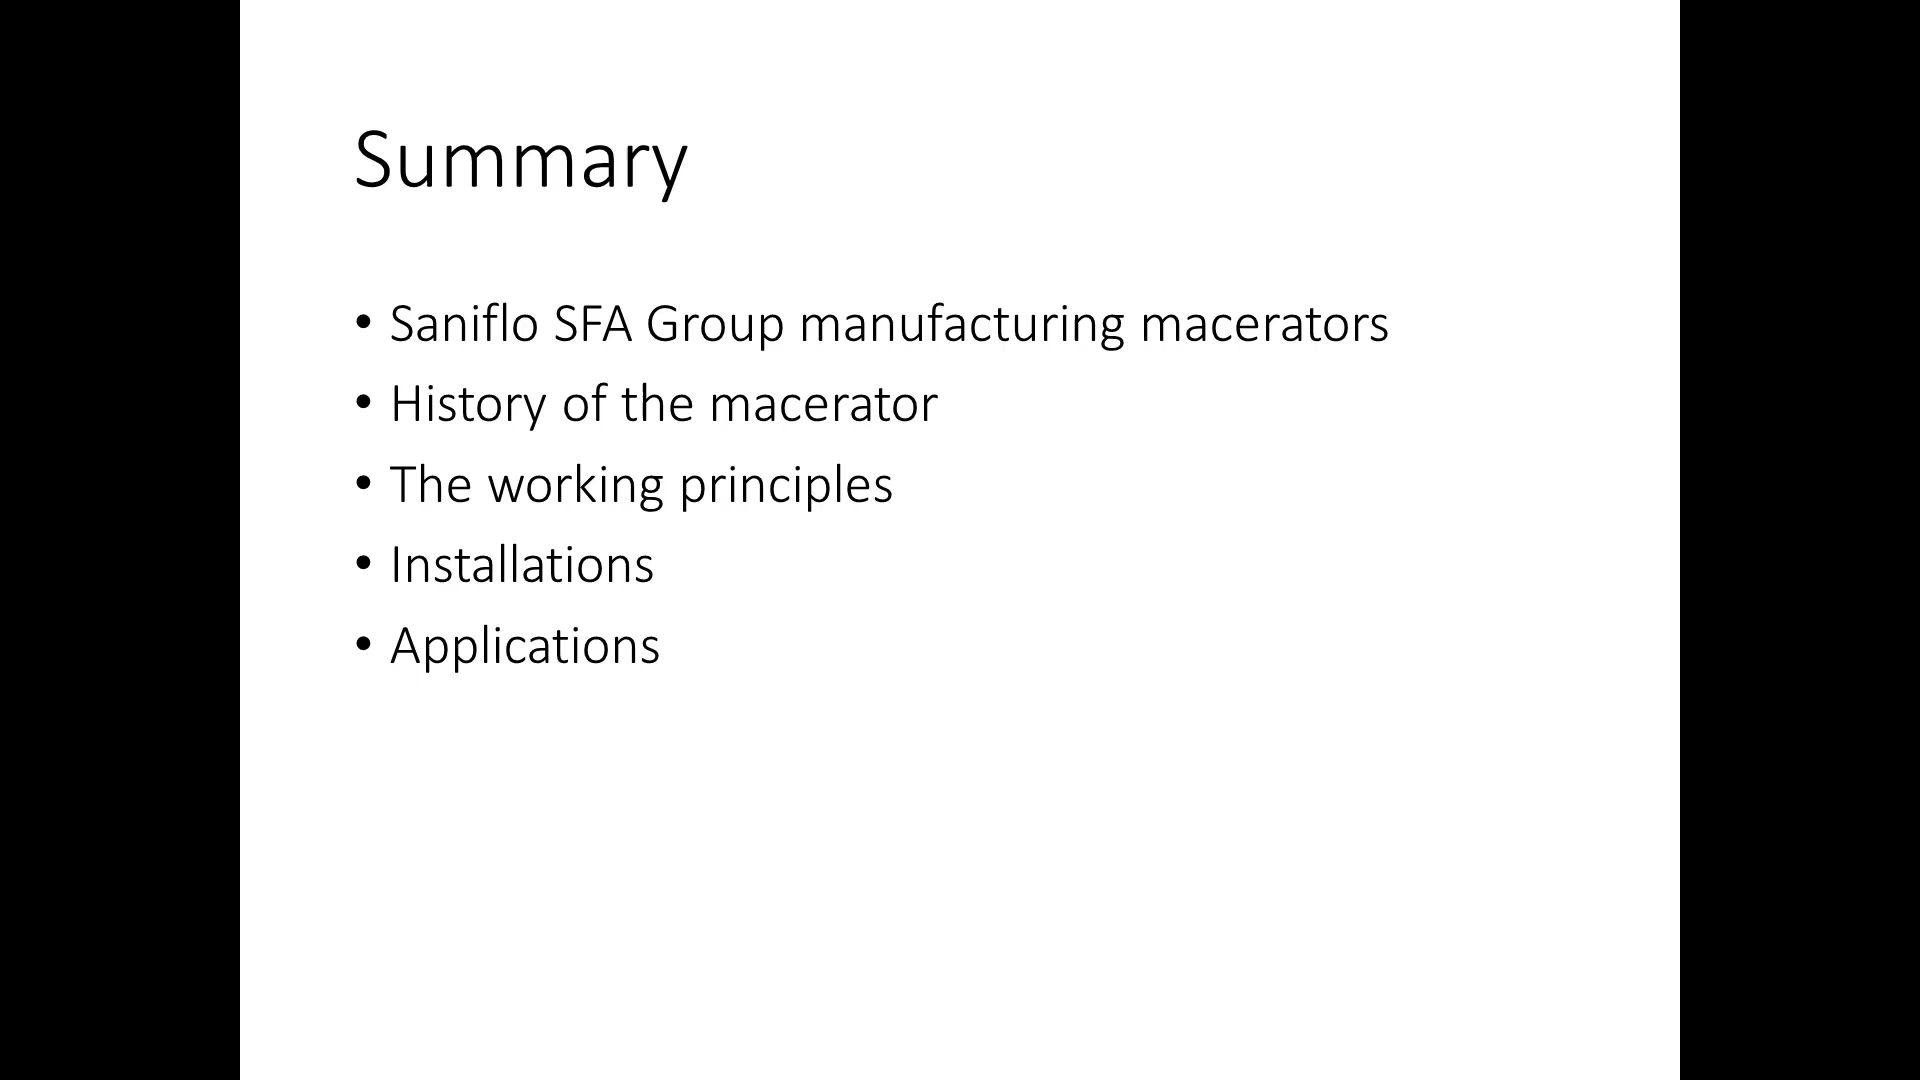 Summary
• Saniflo SFA Group manufacturing macerators
• History of the macerator
• The working principles
• Installations
• Applications